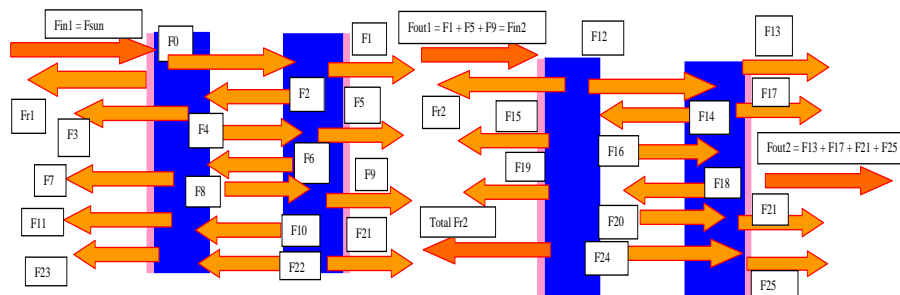 Fin1 = Fsun
F0
F1
Fout1 = F1 + F5 + F9 = Fin2
F12
F13
Fr1
F2
F5
Fr2
F15
F14
F17
F3
F4
F6
F16
Fout2 = F13 + F17 + F21 + F25
F7
F8
F9
F19
F18
F11
F10
F21
Total Fr2
F20
F21
F23
F22
F24
F25